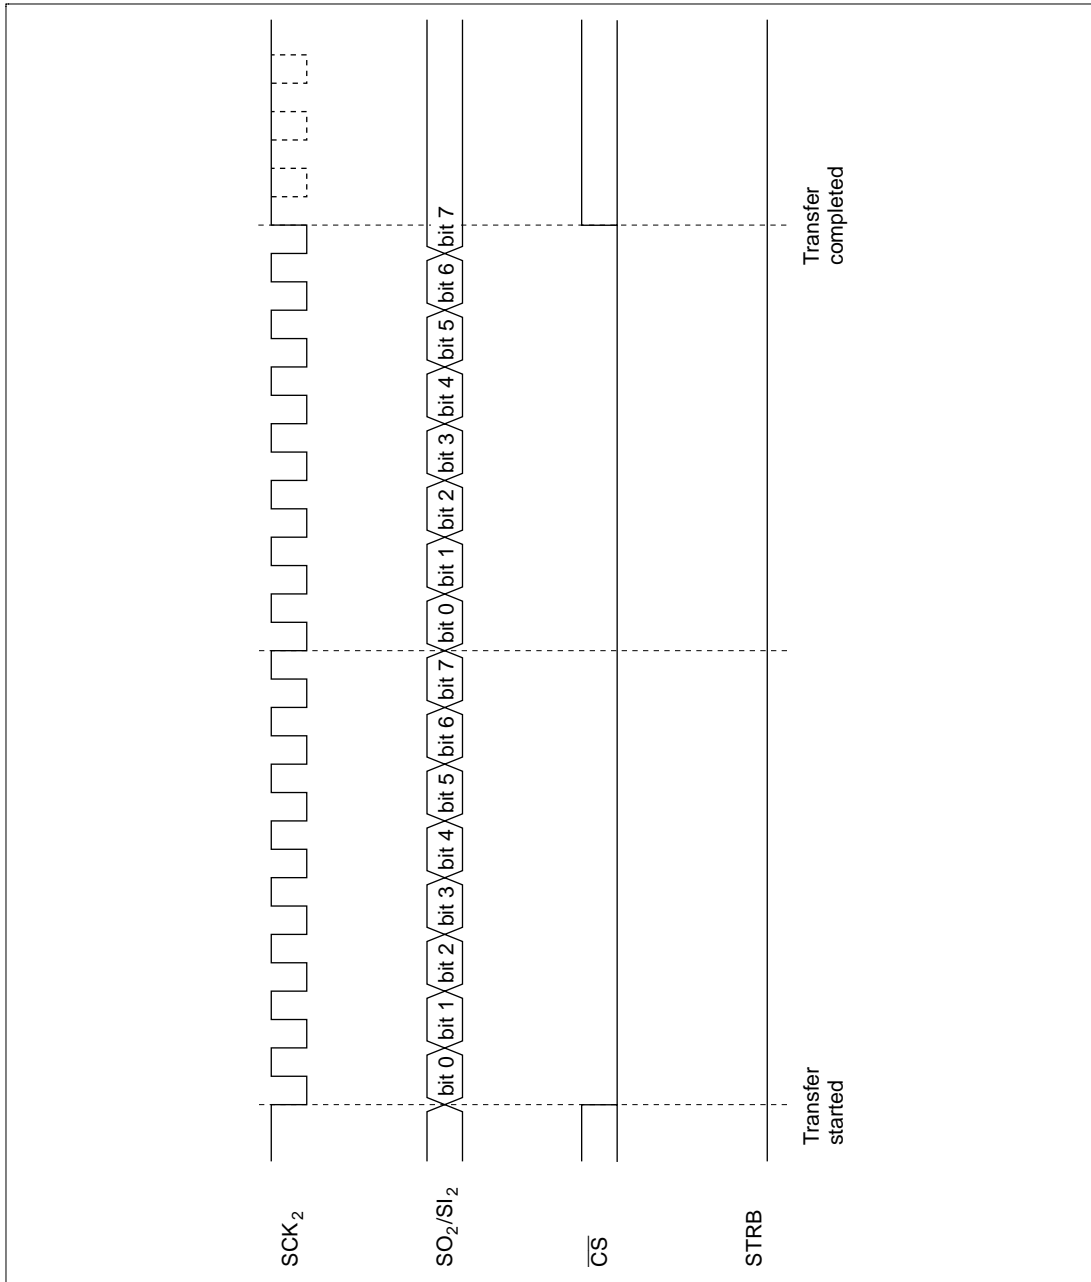 SCK₂
SO₂/SI₂
bit 0 bit 1 bit 2 bit 3 bit 4 bit 5 bit 6 bit 7 bit 0 bit 1 bit 2 bit 3 bit 4 bit 5 bit 6 bit 7
C̅S̅
STRB
Transfer
started
Transfer
completed